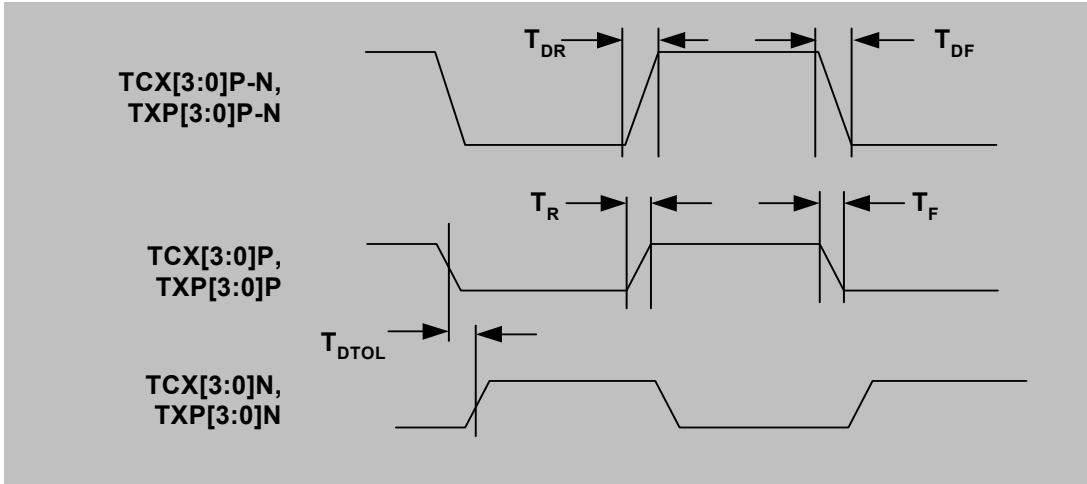 T_DR
T_DF
TCX[3:0]P-N,
TXP[3:0]P-N
T_R
T_F
TCX[3:0]P,
TXP[3:0]P
T_DTOL
TCX[3:0]N,
TXP[3:0]N